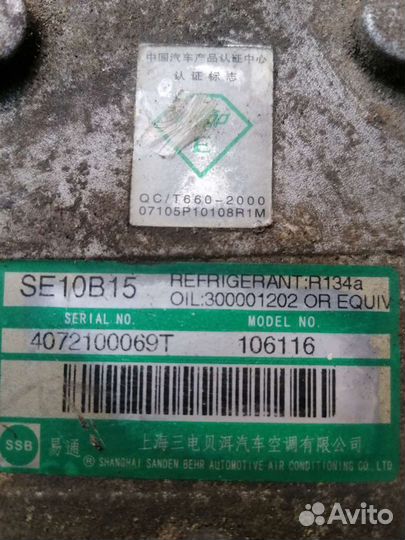 中国汽车产品认证中心
认证标志
E
QC/T660-2000
07105P10108R1M
SE10B15
REFRIGERANT:R134a
OIL:300001202 OR EQUIV
SERIAL NO.
MODEL NO.
4072100069T
106116
SSB
易通
上海三电贝洱汽车空调有限公司
® SHANGHAI SANDEN BEHR AUTOMOTIVE AIR CONDITIONING CO.,LTD
Avito